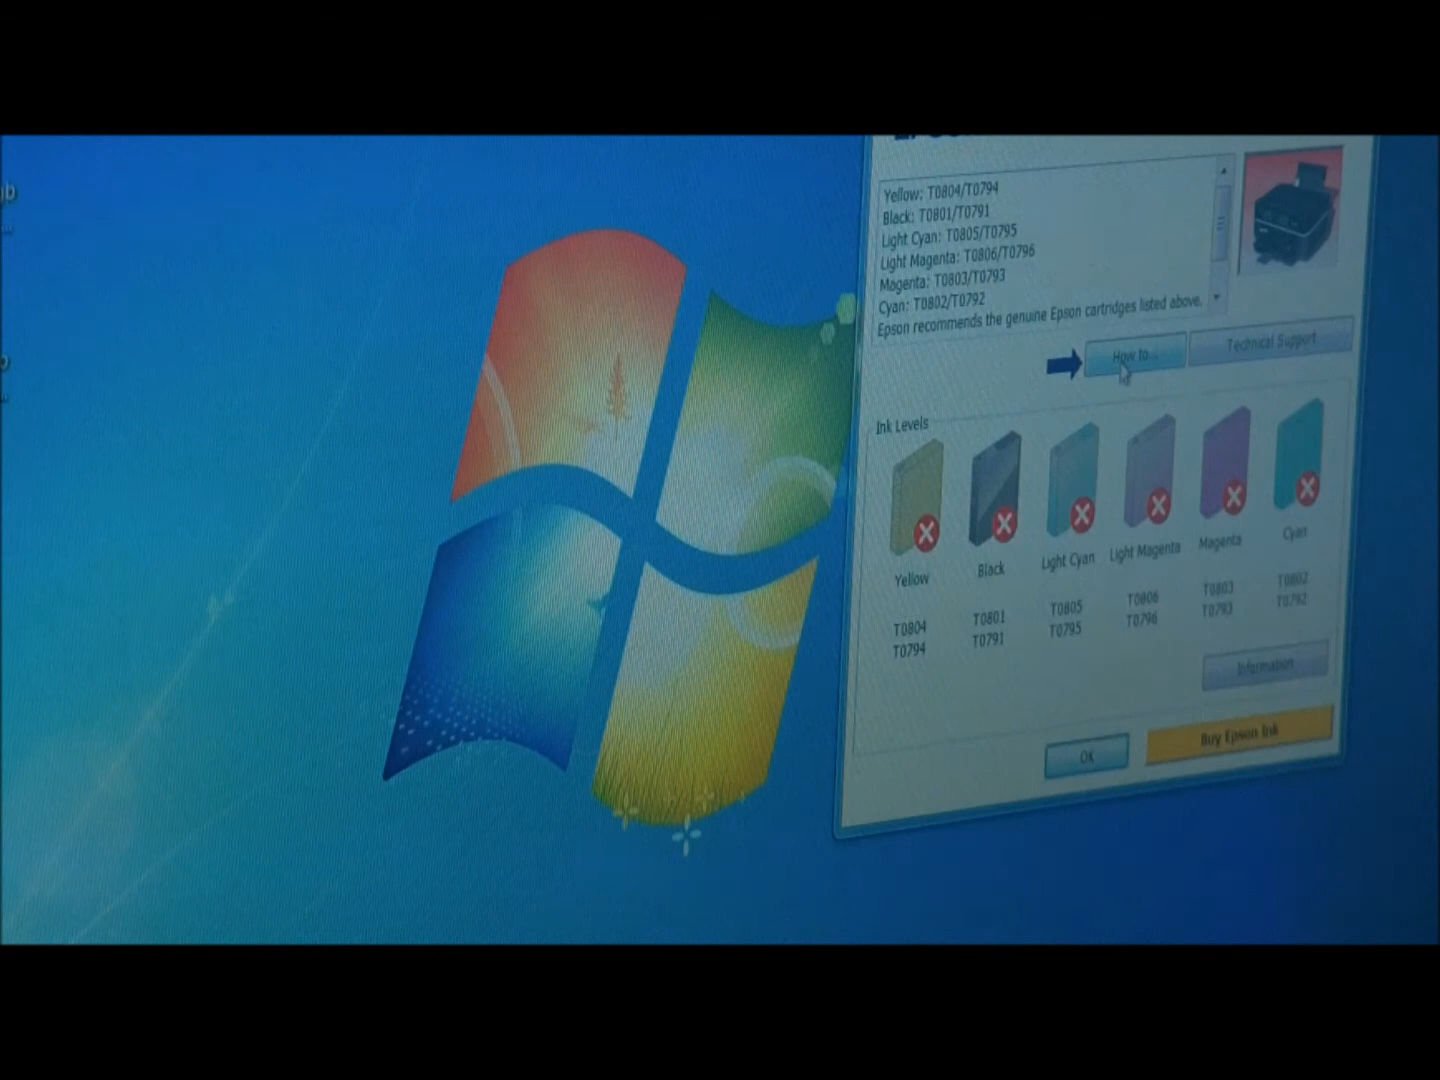 Yellow: T0804/T0794
Black: T0801/T0791
Light Cyan: T0805/T0795
Light Magenta: T0806/T0796
Magenta: T0803/T0793
Cyan: T0802/T0792
Epson recommends the genuine Epson cartridges listed above.
How to...
Technical Support
Ink Levels
Yellow
Black
Light Cyan
Light Magenta
Magenta
Cyan
T0804
T0794
T0801
T0791
T0805
T0795
T0806
T0796
T0803
T0793
T0802
T0792
Information
OK
Buy Epson Ink